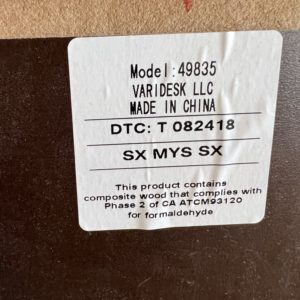 Model:49835
VARIDESK LLC
MADE IN CHINA
DTC: T 082418
SX MYS SX
This product contains
composite wood that complies with
Phase 2 of CA ATCM93120
for formaldehyde